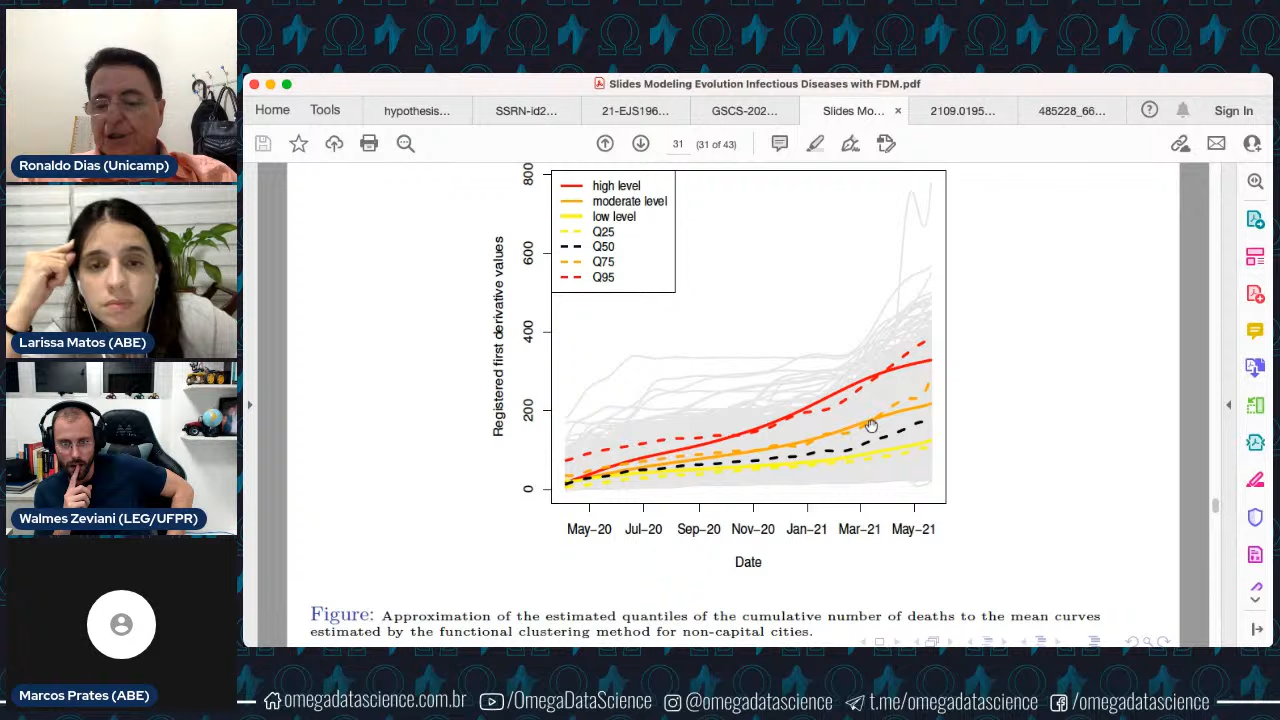 Ronaldo Dias (Unicamp)
Larissa Matos (ABE)
Walmes Zeviani (LEG/UFPR)
Marcos Prates (ABE)
Slides Modeling Evolution Infectious Diseases with FDM.pdf
Home Tools hypothesis... SSRN-id2... 21-EJS196... GSCS-202... Slides Mo... × 2109.0195... 485228_66... Sign In
31 (31 of 43)
high level
moderate level
low level
Q25
Q50
Q75
Q95
Registered first derivative values
800
600
400
200
0
May-20 Jul-20 Sep-20 Nov-20 Jan-21 Mar-21 May-21
Date
Figure: Approximation of the estimated quantiles of the cumulative number of deaths to the mean curves
estimated by the functional clustering method for non-capital cities.
omegadatascience.com.br /OmegaDataScience @omegadatascience t.me/omegadatascience /omegadatascience